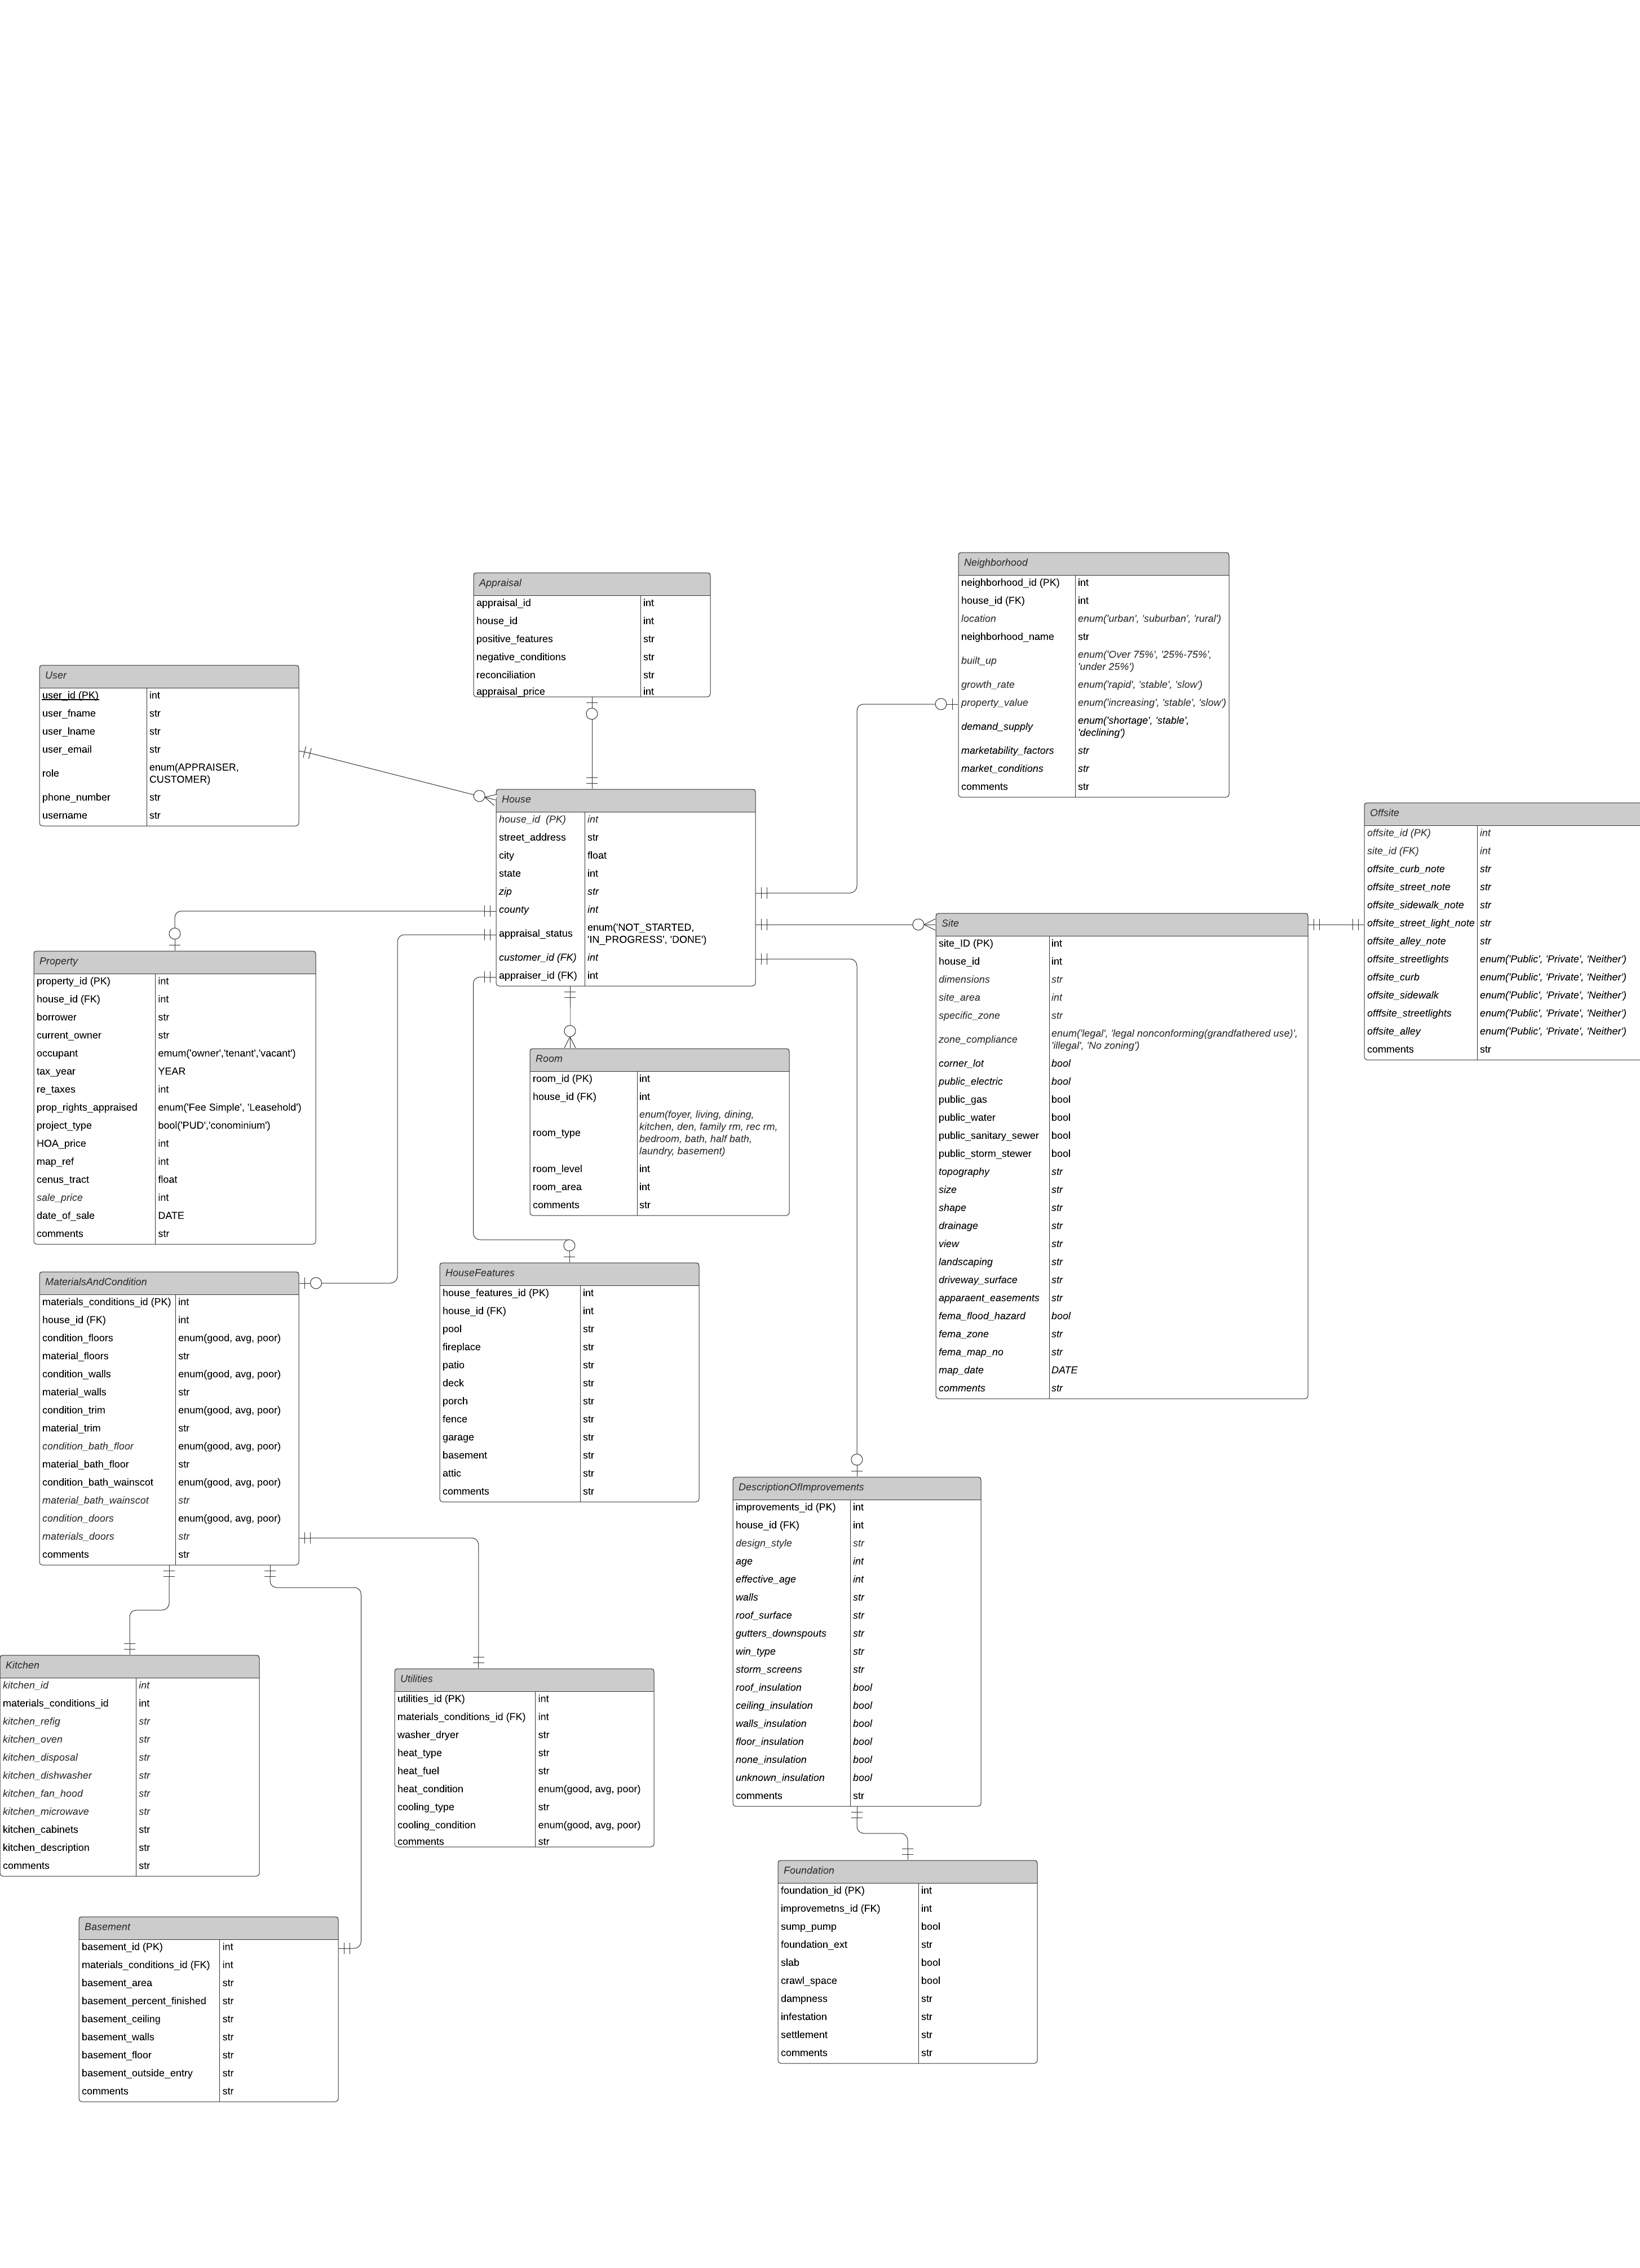 Appraisal
appraisal_id int
house_id int
positive_features str
negative_conditions str
reconciliation str
appraisal_price int
Neighborhood
neighborhood_id (PK) int
house_id (FK) int
location enum('urban', 'suburban', 'rural')
neighborhood_name str
built_up enum('Over 75%', '25%-75%',
'under 25%')
growth_rate enum('rapid', 'stable', 'slow')
property_value enum('increasing', 'stable', 'slow')
demand_supply enum('shortage', 'stable',
'declining')
marketability_factors str
market_conditions str
comments str
User
user_id (PK) int
user_fname str
user_lname str
user_email str
role enum(APPRAISER,
CUSTOMER)
phone_number str
username str
House
house_id  (PK) int
street_address str
city float
state int
zip str
county int
appraisal_status enum('NOT_STARTED,
'IN_PROGRESS', 'DONE')
customer_id (FK) int
appraiser_id (FK) int
Offsite
offsite_id (PK) int
site_id (FK) int
offsite_curb_note str
offsite_street_note str
offsite_sidewalk_note str
offsite_street_light_note str
offsite_alley_note str
offsite_streetlights enum('Public', 'Private', 'Neither')
offsite_curb enum('Public', 'Private', 'Neither')
offsite_sidewalk enum('Public', 'Private', 'Neither')
offfsite_streetlights enum('Public', 'Private', 'Neither')
offsite_alley enum('Public', 'Private', 'Neither')
comments str
Property
property_id (PK) int
house_id (FK) int
borrower str
current_owner str
occupant emum('owner','tenant','vacant')
tax_year YEAR
re_taxes int
prop_rights_appraised enum('Fee Simple', 'Leasehold')
project_type bool('PUD','conominium')
HOA_price int
map_ref int
cenus_tract float
sale_price int
date_of_sale DATE
comments str
Site
site_ID (PK) int
house_id int
dimensions str
site_area int
specific_zone str
zone_compliance enum('legal', 'legal nonconforming(grandfathered use)',
'illegal', 'No zoning')
corner_lot bool
public_electric bool
public_gas bool
public_water bool
public_sanitary_sewer bool
public_storm_stewer bool
topography str
size str
shape str
drainage str
view str
landscaping str
driveway_surface str
apparaent_easements str
fema_flood_hazard bool
fema_zone str
fema_map_no str
map_date DATE
comments str
Room
room_id (PK) int
house_id (FK) int
room_type enum(foyer, living, dining,
kitchen, den, family rm, rec rm,
bedroom, bath, half bath,
laundry, basement)
room_level int
room_area int
comments str
MaterialsAndCondition
materials_conditions_id (PK) int
house_id (FK) int
condition_floors enum(good, avg, poor)
material_floors str
condition_walls enum(good, avg, poor)
material_walls str
condition_trim enum(good, avg, poor)
material_trim str
condition_bath_floor enum(good, avg, poor)
material_bath_floor str
condition_bath_wainscot enum(good, avg, poor)
material_bath_wainscot str
condition_doors enum(good, avg, poor)
materials_doors str
comments str
HouseFeatures
house_features_id (PK) int
house_id (FK) int
pool str
fireplace str
patio str
deck str
porch str
fence str
garage str
basement str
attic str
comments str
DescriptionOfImprovements
improvements_id (PK) int
house_id (FK) int
design_style str
age int
effective_age int
walls str
roof_surface str
gutters_downspouts str
win_type str
storm_screens str
roof_insulation bool
ceiling_insulation bool
walls_insulation bool
floor_insulation bool
none_insulation bool
unknown_insulation bool
comments str
Kitchen
kitchen_id int
materials_conditions_id int
kitchen_refig str
kitchen_oven str
kitchen_disposal str
kitchen_dishwasher str
kitchen_fan_hood str
kitchen_microwave str
kitchen_cabinets str
kitchen_description str
comments str
Utilities
utilities_id (PK) int
materials_conditions_id (FK) int
washer_dryer str
heat_type str
heat_fuel str
heat_condition enum(good, avg, poor)
cooling_type str
cooling_condition enum(good, avg, poor)
comments str
Foundation
foundation_id (PK) int
improvemetns_id (FK) int
sump_pump bool
foundation_ext str
slab bool
crawl_space bool
dampness str
infestation str
settlement str
comments str
Basement
basement_id (PK) int
materials_conditions_id (FK) int
basement_area str
basement_percent_finished str
basement_ceiling str
basement_walls str
basement_floor str
basement_outside_entry str
comments str